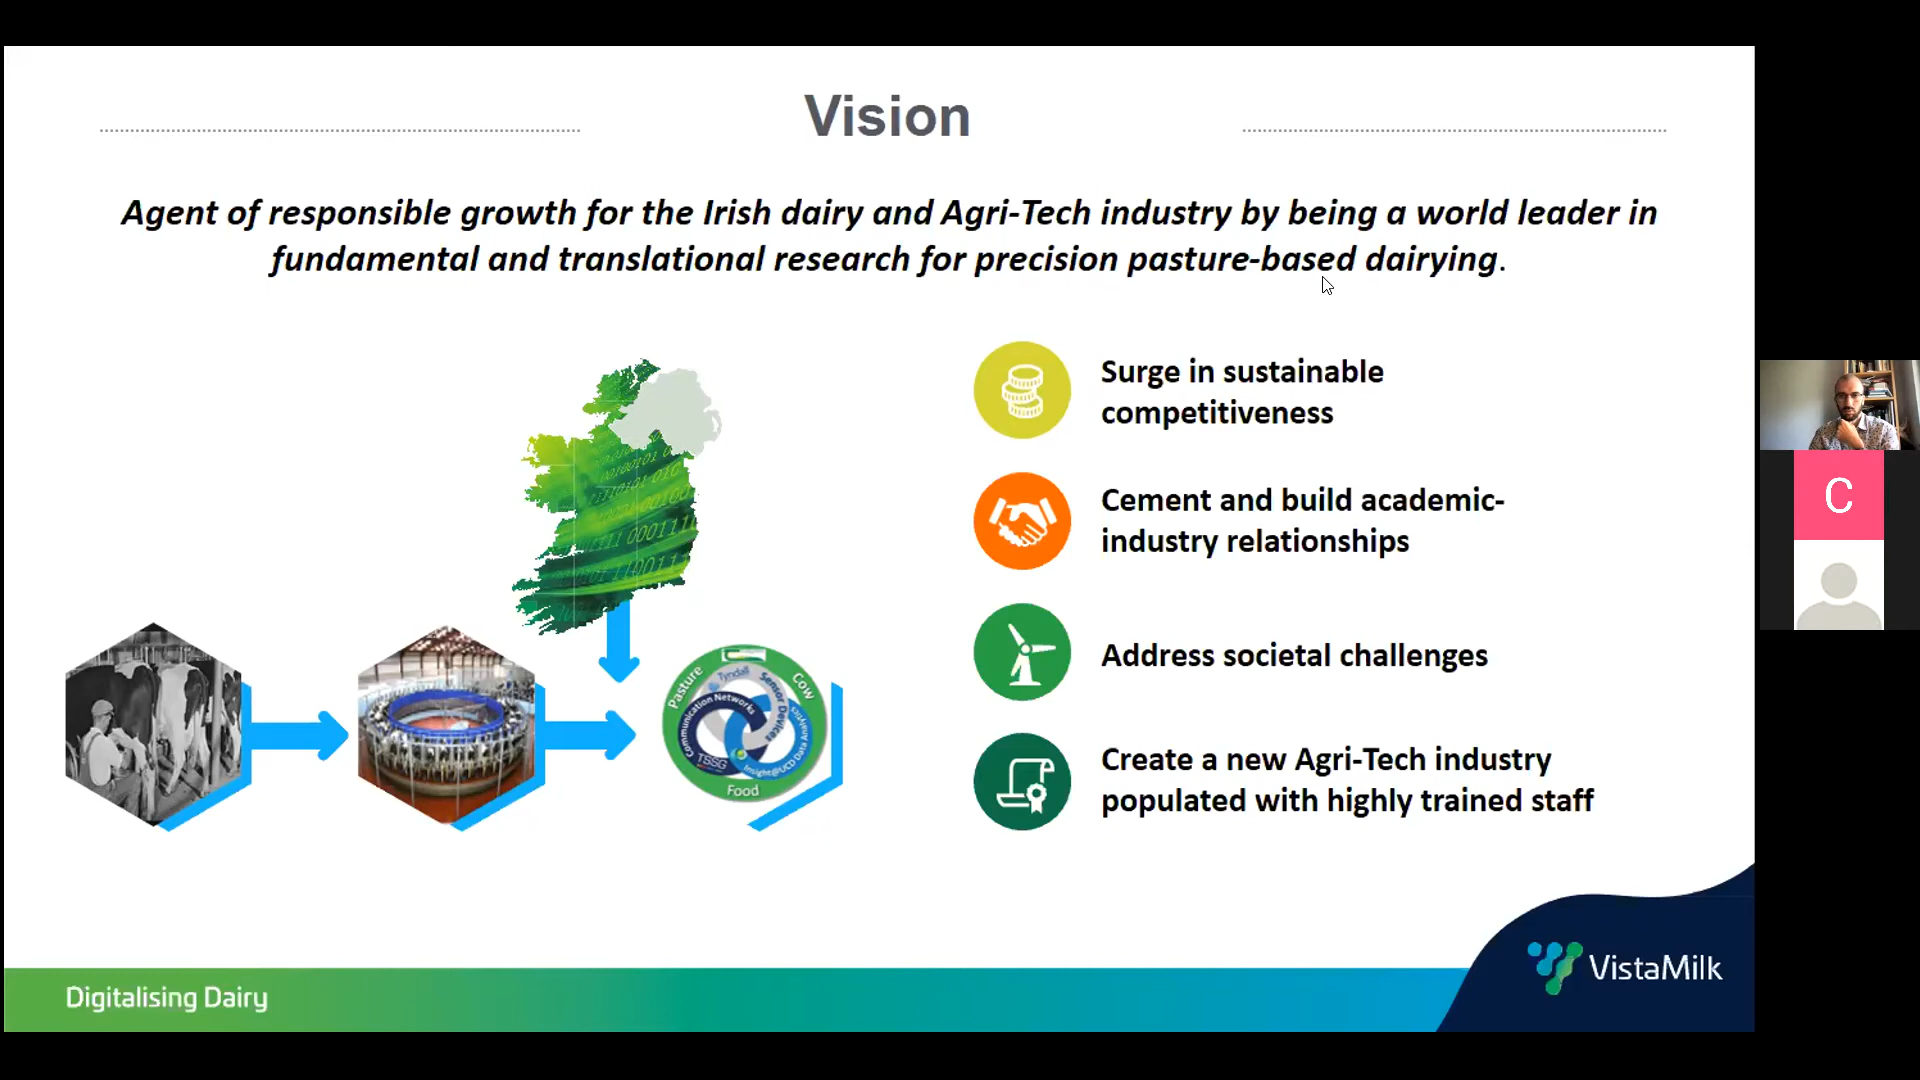 Vision
Agent of responsible growth for the Irish dairy and Agri-Tech industry by being a world leader in
fundamental and translational research for precision pasture-based dairying.
Surge in sustainable
competitiveness
Cement and build academic-
industry relationships
Address societal challenges
Create a new Agri-Tech industry
populated with highly trained staff
Pasture
Cow
Food
Tyndall
Sensor Devices
Communication Networks
TSSG
Insight@UCD Data Analytics
C
Digitalising Dairy
VistaMilk